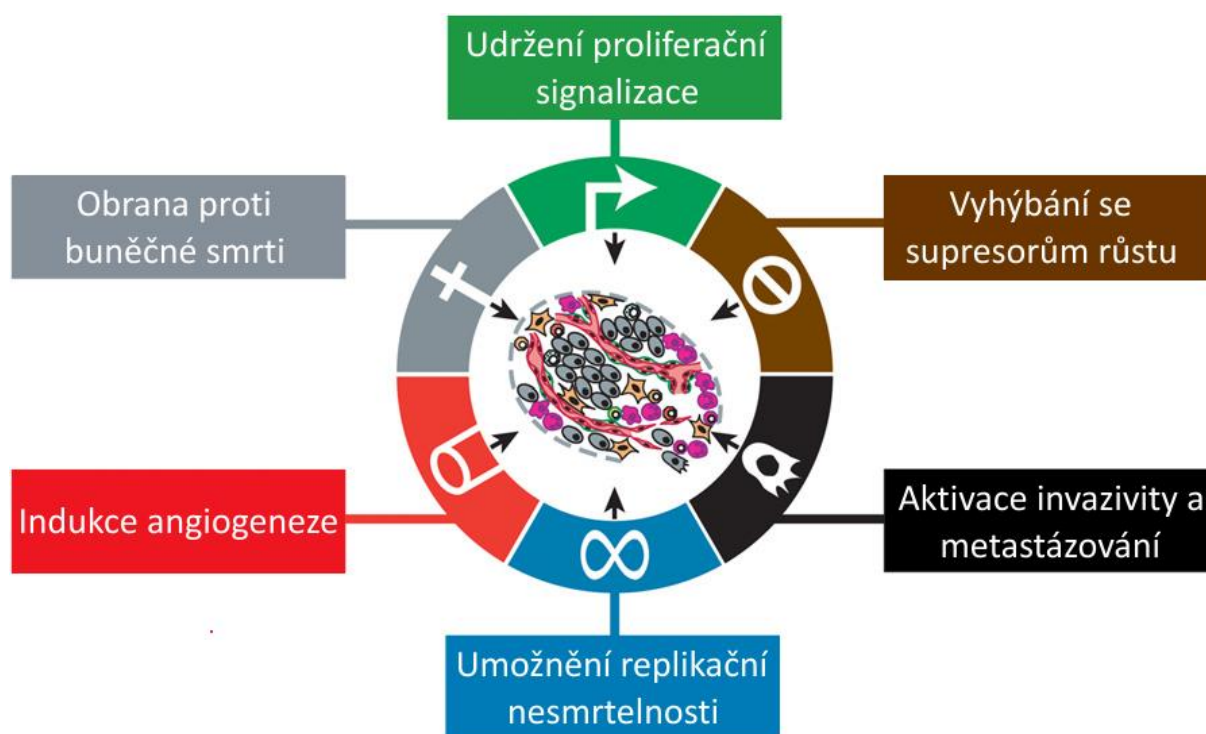 Udržení proliferační
signalizace
Obrana proti
buněčné smrti
Vyhýbání se
supresorům růstu
Indukce angiogeneze
Aktivace invazivity a
metastázování
Umožnění replikační
nesmrtelnosti